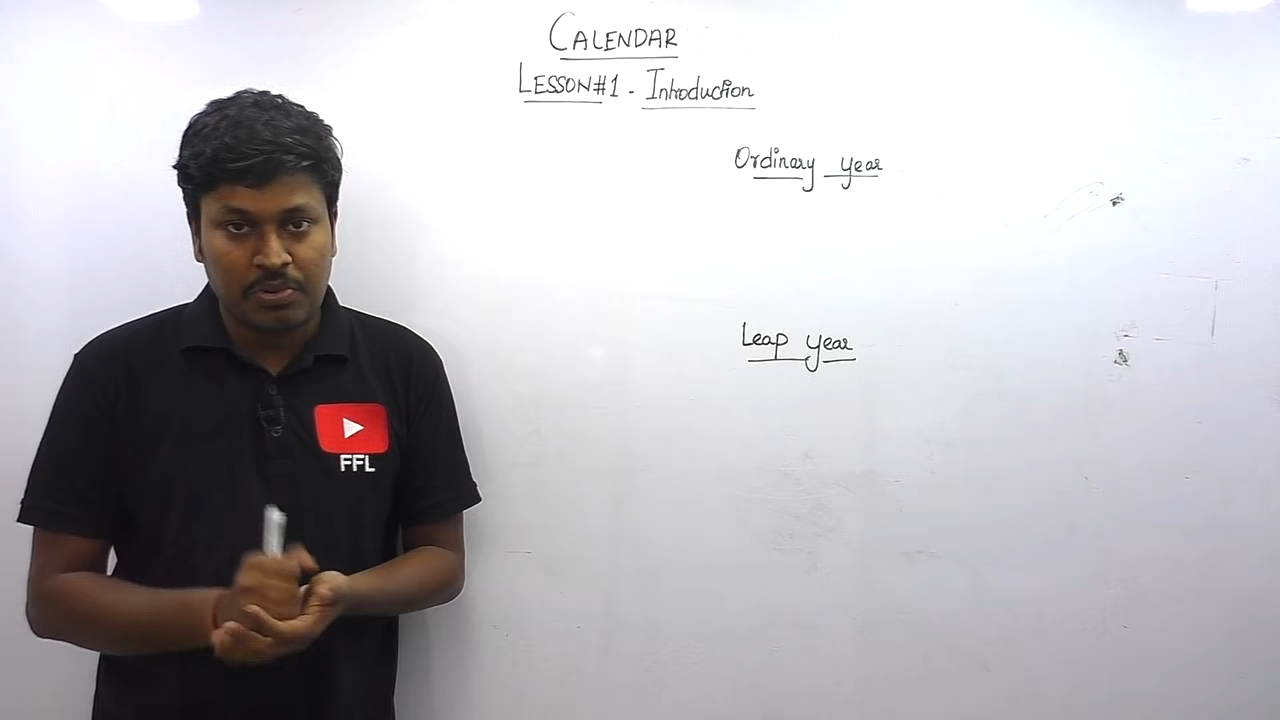 CALENDAR
LESSON#1 - Introduction
Ordinary year
Leap year
FFL